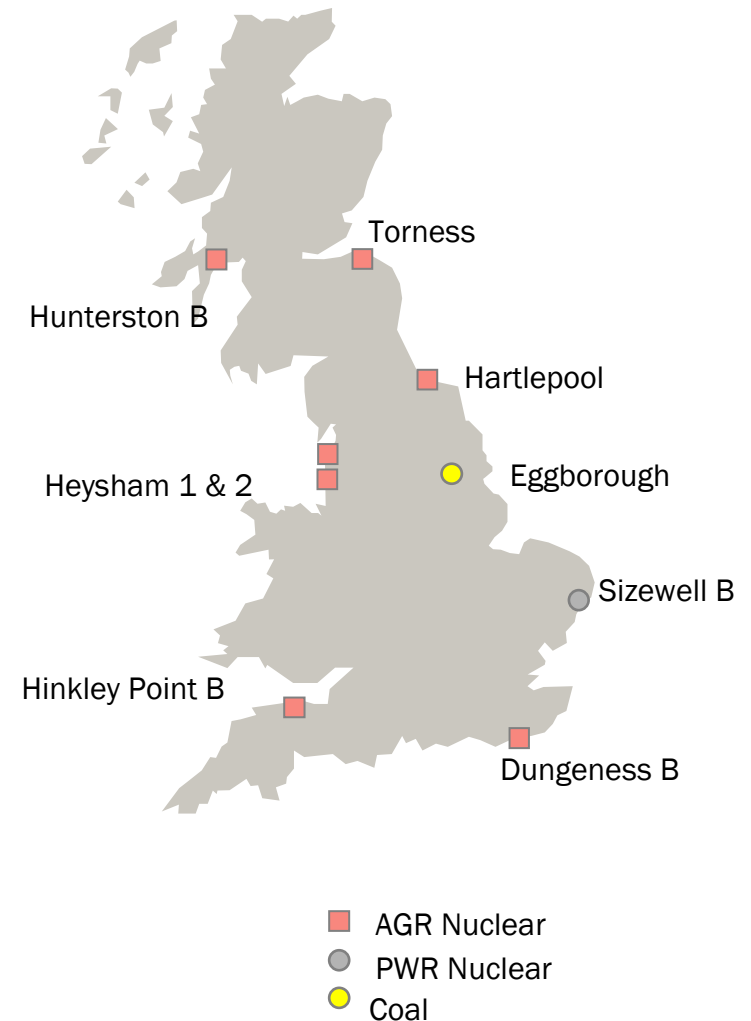 Torness
Hunterston B
Hartlepool
Eggborough
Heysham 1 & 2
Sizewell B
Hinkley Point B
Dungeness B
AGR Nuclear
PWR Nuclear
Coal